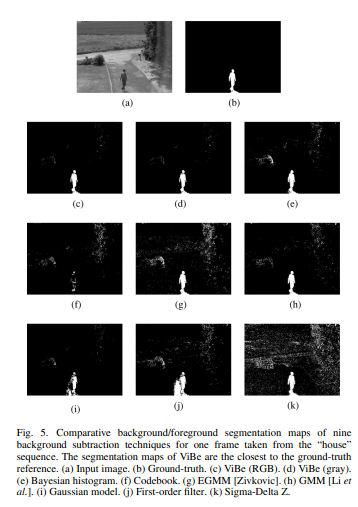 (a)
(b)
(c)
(d)
(e)
(f)
(g)
(h)
(i)
(j)
(k)
Fig. 5. Comparative background/foreground segmentation maps of nine
background subtraction techniques for one frame taken from the “house”
sequence. The segmentation maps of ViBe are the closest to the ground-truth
reference. (a) Input image. (b) Ground-truth. (c) ViBe (RGB). (d) ViBe (gray).
(e) Bayesian histogram. (f) Codebook. (g) EGMM [Zivkovic]. (h) GMM [Li et
al.]. (i) Gaussian model. (j) First-order filter. (k) Sigma-Delta Z.